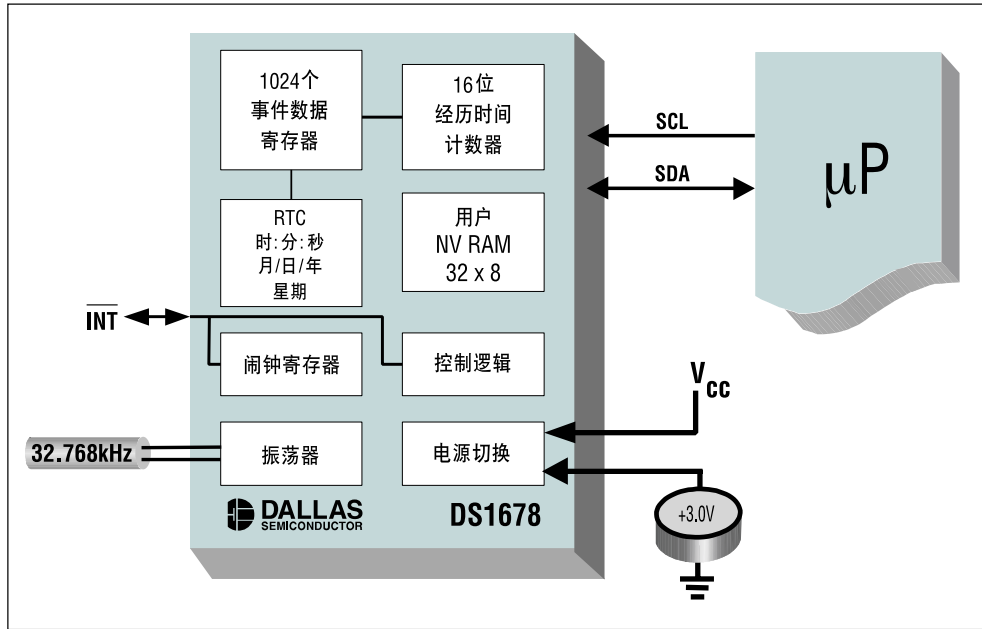 1024个
事件数据
寄存器
16位
经历时间
计数器
SCL
SDA
μP
RTC
时:分:秒
月/日/年
星期
用户
NV RAM
32 x 8
INT
闹钟寄存器
控制逻辑
VCC
32.768kHz
振荡器
电源切换
+3.0V
DALLAS
SEMICONDUCTOR
DS1678